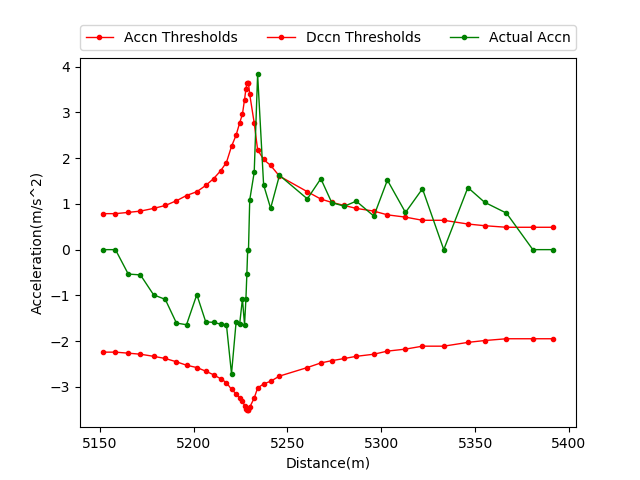 Accn Thresholds Dccn Thresholds Actual Accn
4
3
2
1
0
−1
−2
−3
Acceleration(m/s^2)
5150 5200 5250 5300 5350 5400
Distance(m)